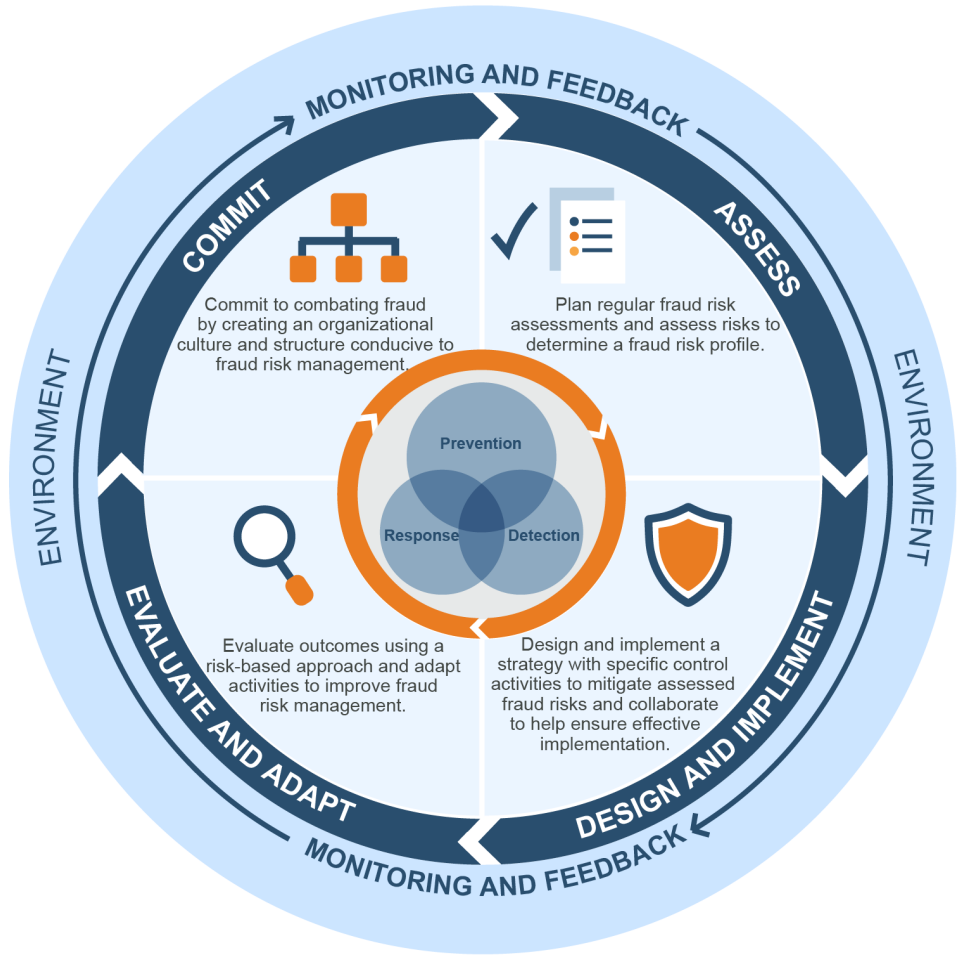 MONITORING AND FEEDBACK
COMMIT
ASSESS
Commit to combating fraud
by creating an organizational
culture and structure conducive to
fraud risk management.
Plan regular fraud risk
assessments and assess risks to
determine a fraud risk profile.
ENVIRONMENT
ENVIRONMENT
Prevention
Response
Detection
Evaluate outcomes using a
risk-based approach and adapt
activities to improve fraud
risk management.
Design and implement a
strategy with specific control
activities to mitigate assessed
fraud risks and collaborate
to help ensure effective
implementation.
EVALUATE AND ADAPT
DESIGN AND IMPLEMENT
MONITORING AND FEEDBACK